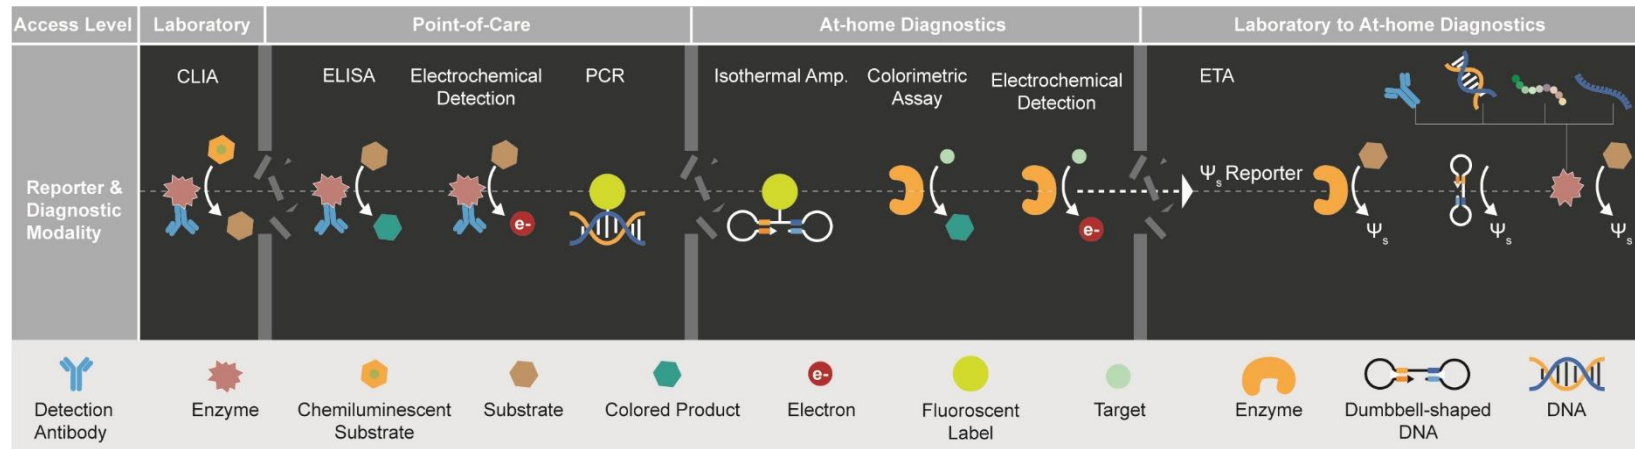 Access Level
Laboratory
Point-of-Care
At-home Diagnostics
Laboratory to At-home Diagnostics
Reporter &
Diagnostic
Modality
CLIA
ELISA
Electrochemical
Detection
e-
PCR
Isothermal Amp.
Colorimetric
Assay
Electrochemical
Detection
e-
ETA
Ψs Reporter
Ψs
Ψs
Ψs
Detection
Antibody
Enzyme
Chemiluminescent
Substrate
Substrate
Colored Product
e-
Electron
Fluoroscent
Label
Target
Enzyme
Dumbbell-shaped
DNA
DNA